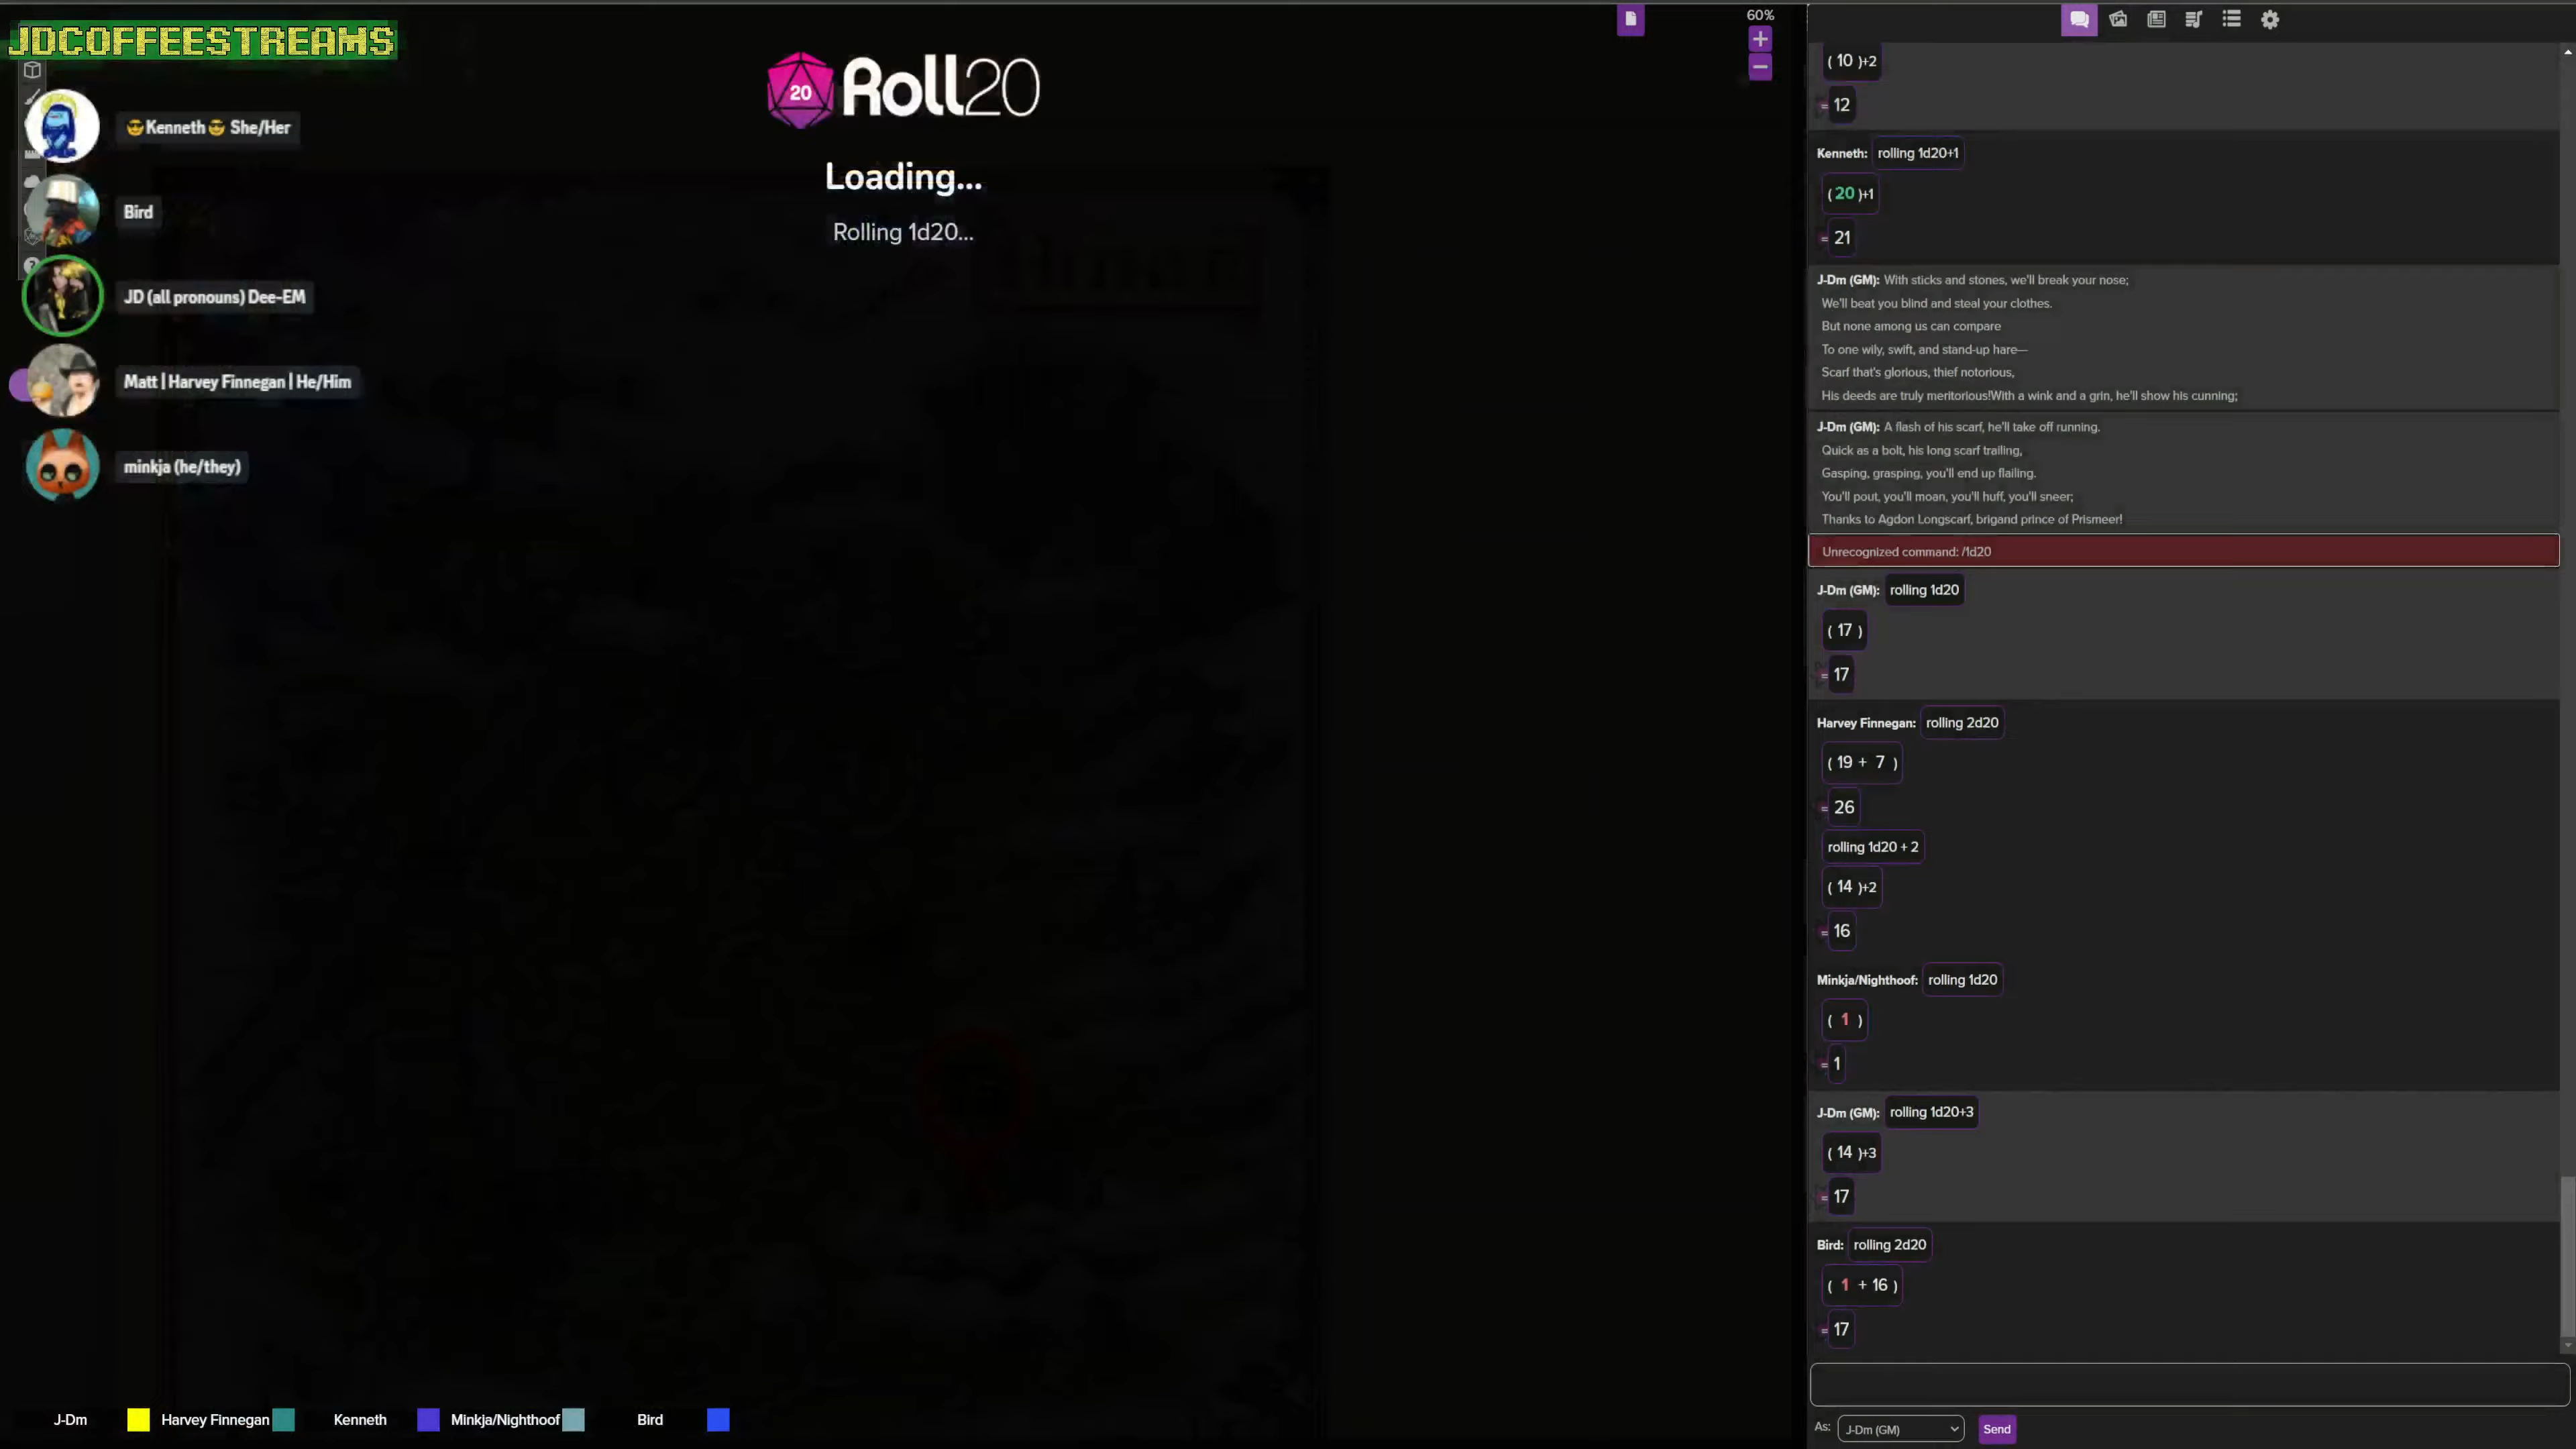 JDCOFFEESTREAMS
😎Kenneth😎 She/Her
Bird
JD (all pronouns) Dee-EM
Matt | Harvey Finnegan | He/Him
minkja (he/they)
20 Roll20
Loading...
Rolling 1d20...
60%
( 10 )+2
= 12
Kenneth: rolling 1d20+1
( 20 )+1
= 21
J-Dm (GM): With sticks and stones, we'll break your nose;
We'll beat you blind and steal your clothes.
But none among us can compare
To one wily, swift, and stand-up hare—
Scarf that's glorious, thief notorious,
His deeds are truly meritorious!With a wink and a grin, he'll show his cunning;
J-Dm (GM): A flash of his scarf, he'll take off running.
Quick as a bolt, his long scarf trailing,
Gasping, grasping, you'll end up flailing.
You'll pout, you'll moan, you'll huff, you'll sneer;
Thanks to Agdon Longscarf, brigand prince of Prismeer!
Unrecognized command: /1d20
J-Dm (GM): rolling 1d20
( 17 )
= 17
Harvey Finnegan: rolling 2d20
( 19 + 7 )
= 26
rolling 1d20 + 2
( 14 )+2
= 16
Minkja/Nighthoof: rolling 1d20
( 1 )
= 1
J-Dm (GM): rolling 1d20+3
( 14 )+3
= 17
Bird: rolling 2d20
( 1 + 16 )
= 17
As: J-Dm (GM) Send
J-Dm Harvey Finnegan Kenneth Minkja/Nighthoof Bird